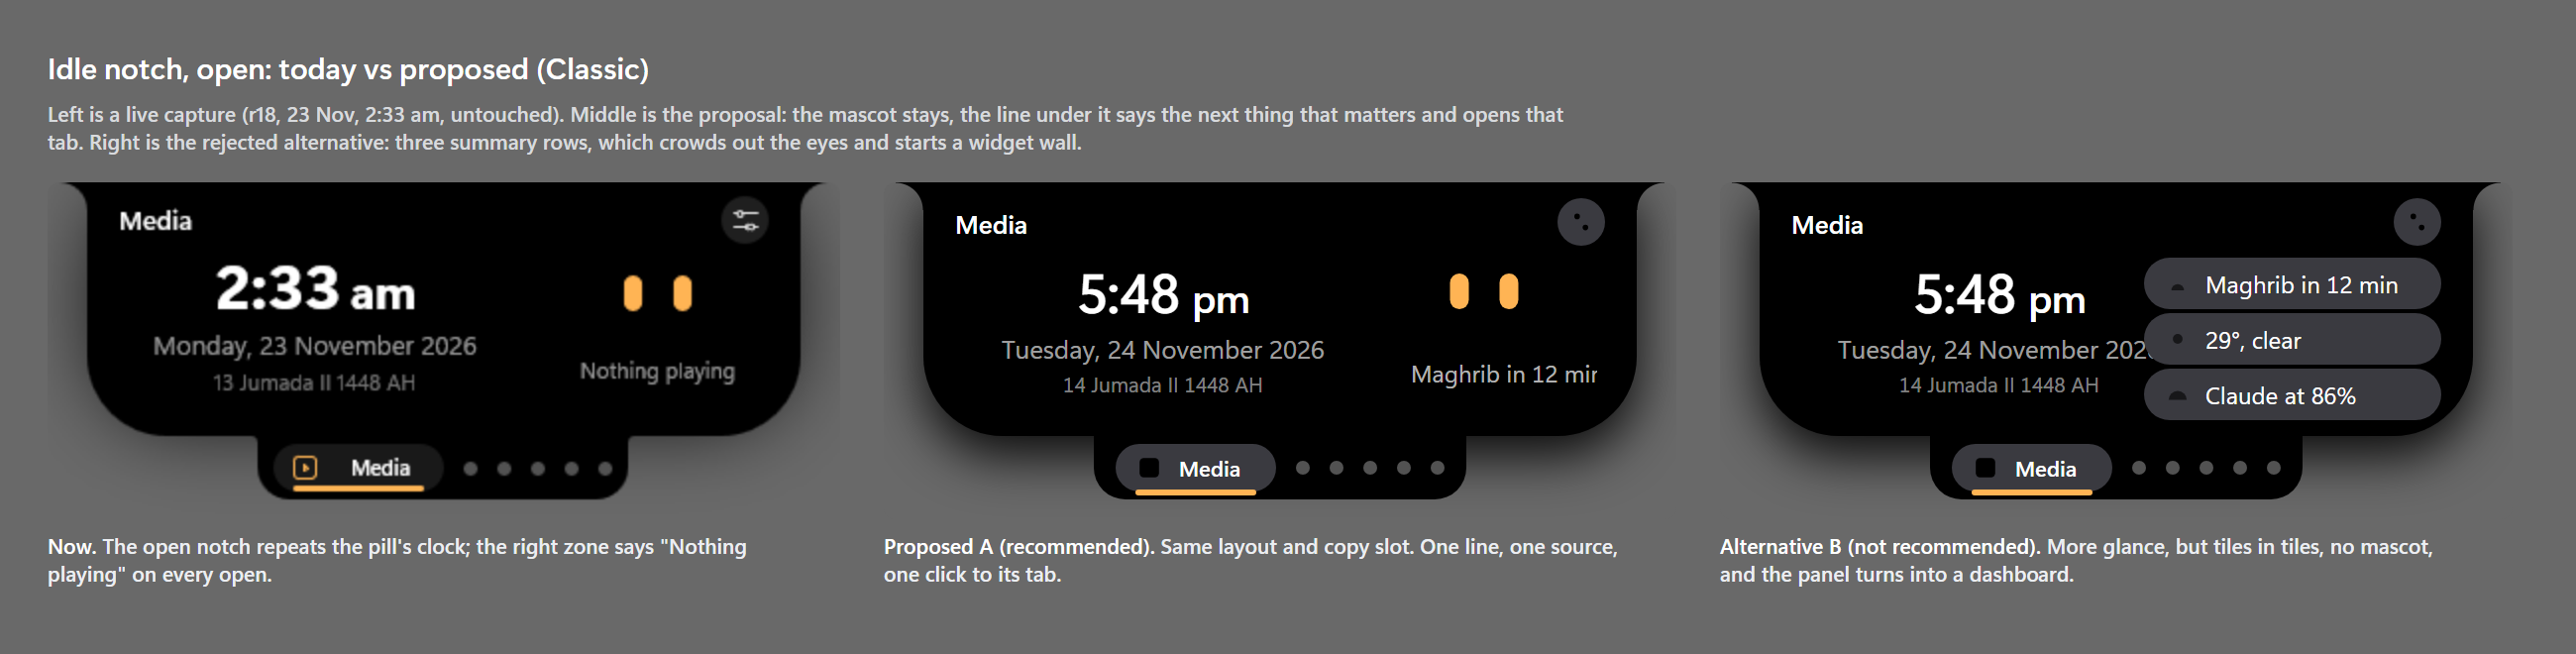 Idle notch, open: today vs proposed (Classic)
Left is a live capture (r18, 23 Nov, 2:33 am, untouched). Middle is the proposal: the mascot stays, the line under it says the next thing that matters and opens that
tab. Right is the rejected alternative: three summary rows, which crowds out the eyes and starts a widget wall.
Media
2:33 am
Monday, 23 November 2026
13 Jumada II 1448 AH
Nothing playing
Media
Now. The open notch repeats the pill's clock; the right zone says "Nothing
playing" on every open.
Media
5:48 pm
Tuesday, 24 November 2026
14 Jumada II 1448 AH
Maghrib in 12 min
Media
Proposed A (recommended). Same layout and copy slot. One line, one source,
one click to its tab.
Media
5:48 pm
Tuesday, 24 November 202
14 Jumada II 1448 AH
Maghrib in 12 min
29°, clear
Claude at 86%
Media
Alternative B (not recommended). More glance, but tiles in tiles, no mascot,
and the panel turns into a dashboard.